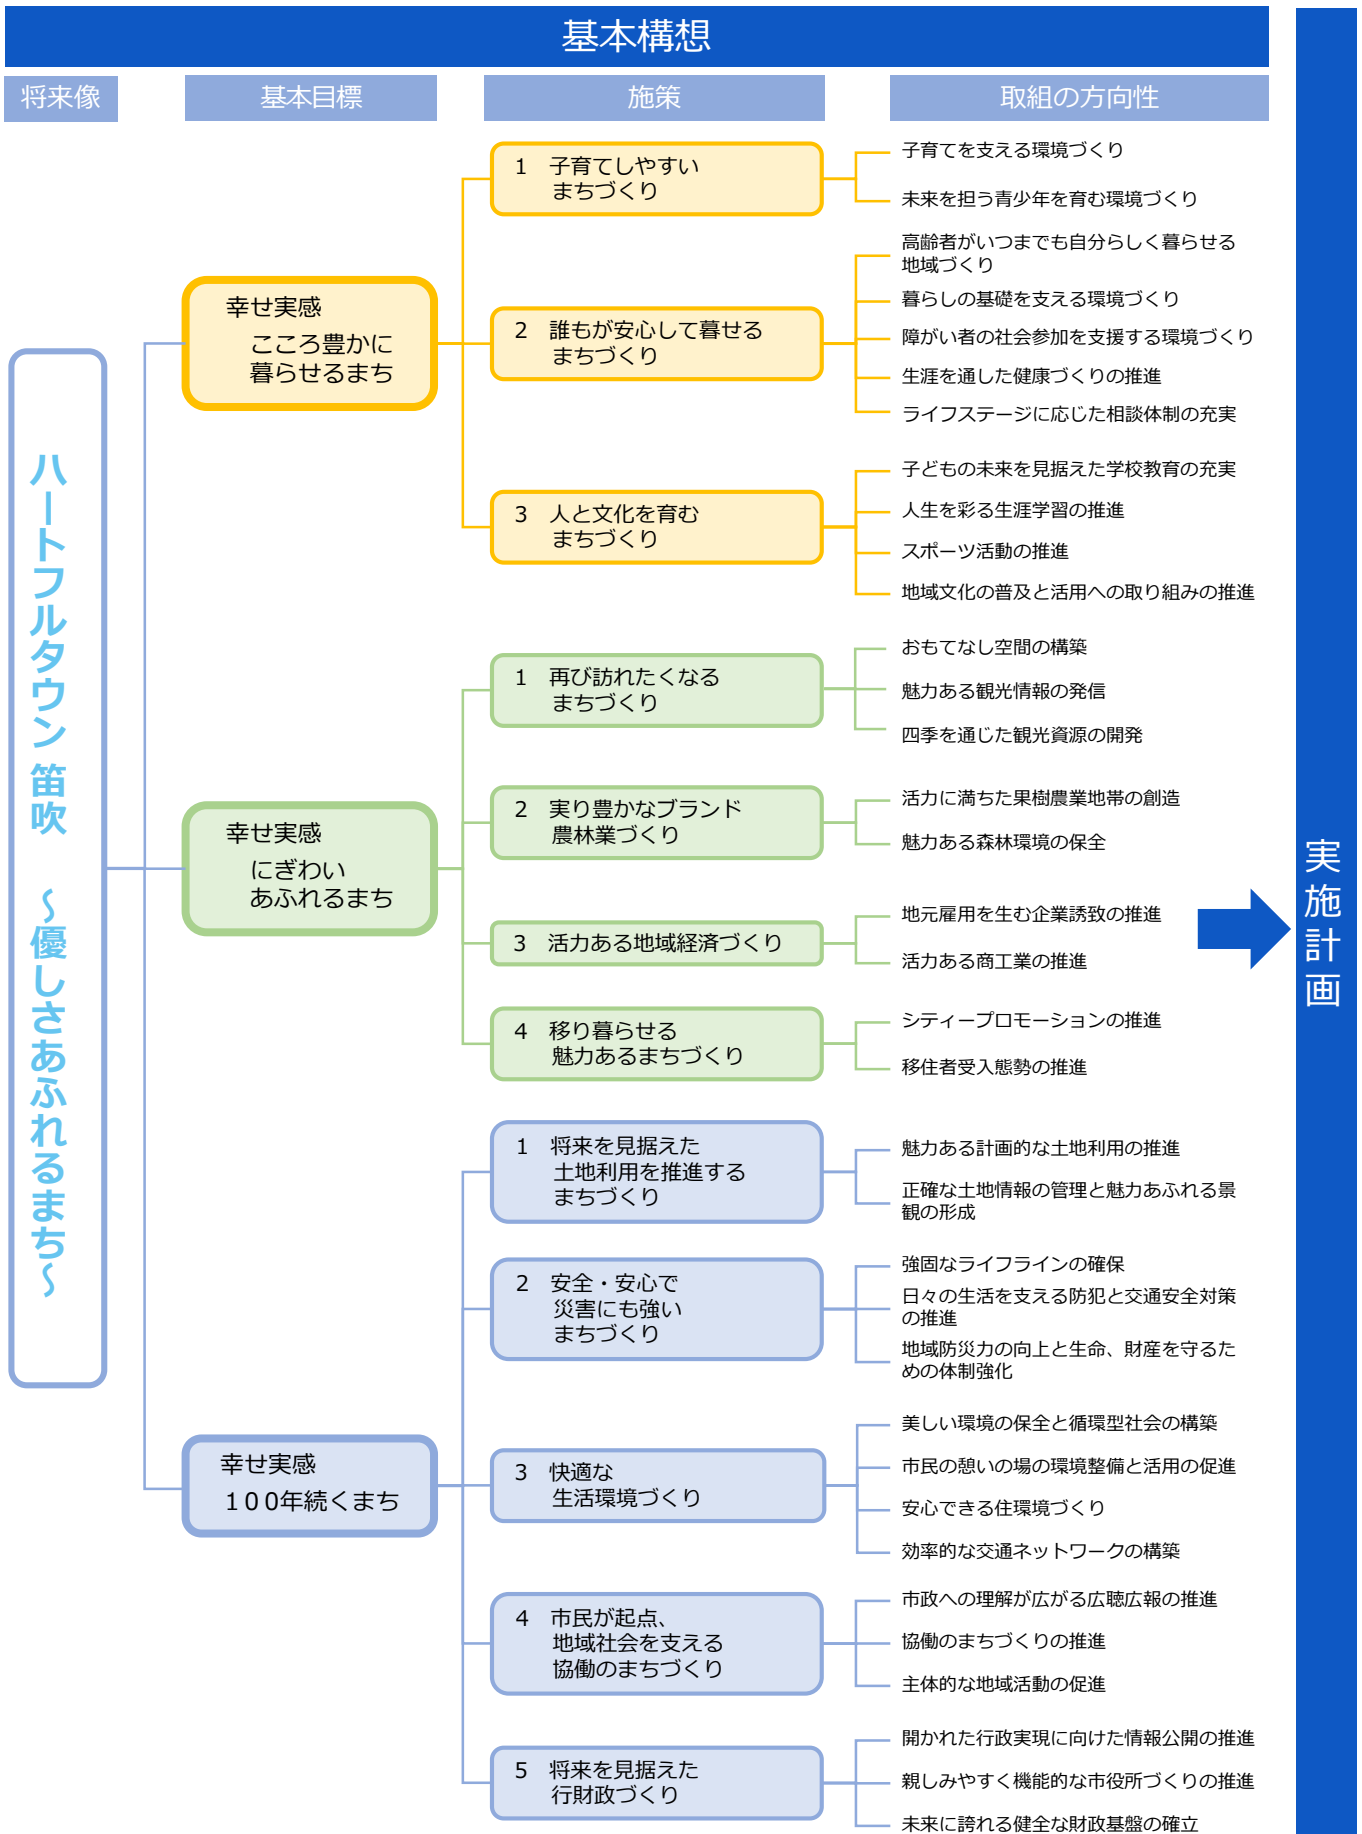 基本構想
将来像
基本目標
施策
取組の方向性
ハートフルタウン 笛吹 ～優しさあふれるまち～
幸せ実感
こころ豊かに
暮らせるまち
1 子育てしやすい
まちづくり
子育てを支える環境づくり
未来を担う青少年を育む環境づくり
2 誰もが安心して暮せる
まちづくり
高齢者がいつまでも自分らしく暮らせる
地域づくり
暮らしの基礎を支える環境づくり
障がい者の社会参加を支援する環境づくり
生涯を通した健康づくりの推進
ライフステージに応じた相談体制の充実
3 人と文化を育む
まちづくり
子どもの未来を見据えた学校教育の充実
人生を彩る生涯学習の推進
スポーツ活動の推進
地域文化の普及と活用への取り組みの推進
幸せ実感
にぎわい
あふれるまち
1 再び訪れたくなる
まちづくり
おもてなし空間の構築
魅力ある観光情報の発信
四季を通じた観光資源の開発
2 実り豊かなブランド
農林業づくり
活力に満ちた果樹農業地帯の創造
魅力ある森林環境の保全
3 活力ある地域経済づくり
地元雇用を生む企業誘致の推進
活力ある商工業の推進
4 移り暮らせる
魅力あるまちづくり
シティープロモーションの推進
移住者受入態勢の推進
幸せ実感
１００年続くまち
1 将来を見据えた
土地利用を推進する
まちづくり
魅力ある計画的な土地利用の推進
正確な土地情報の管理と魅力あふれる景
観の形成
2 安全・安心で
災害にも強い
まちづくり
強固なライフラインの確保
日々の生活を支える防犯と交通安全対策
の推進
地域防災力の向上と生命、財産を守るた
めの体制強化
3 快適な
生活環境づくり
美しい環境の保全と循環型社会の構築
市民の憩いの場の環境整備と活用の促進
安心できる住環境づくり
効率的な交通ネットワークの構築
4 市民が起点、
地域社会を支える
協働のまちづくり
市政への理解が広がる広聴広報の推進
協働のまちづくりの推進
主体的な地域活動の促進
5 将来を見据えた
行財政づくり
開かれた行政実現に向けた情報公開の推進
親しみやすく機能的な市役所づくりの推進
未来に誇れる健全な財政基盤の確立
実施計画